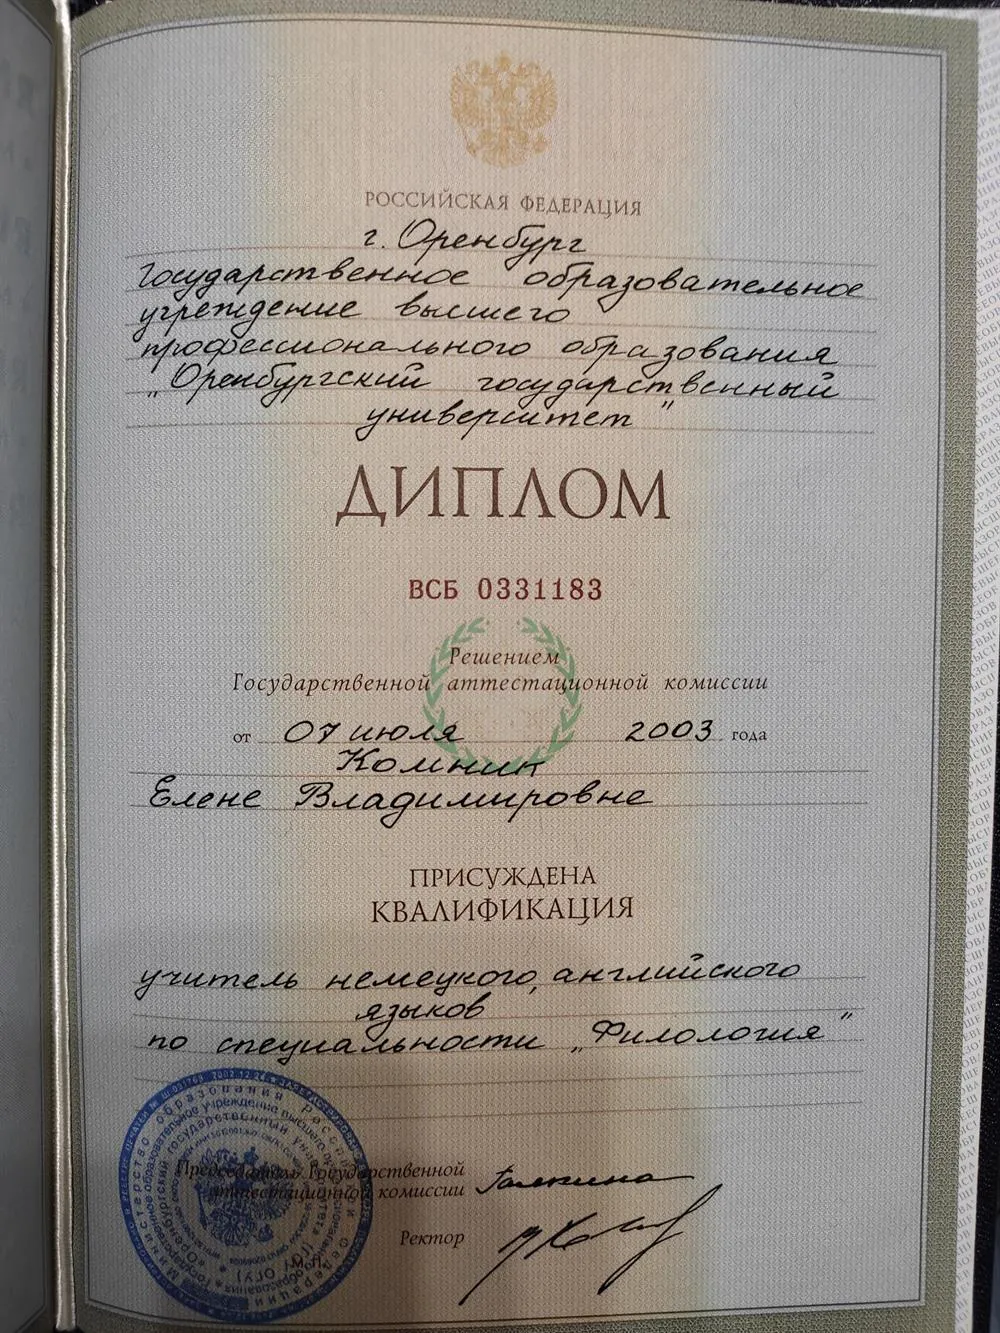 РОССИЙСКАЯ ФЕДЕРАЦИЯ
г. Оренбург
Государственное образовательное
учреждение высшего
профессионального образования
„Оренбургский государственный
университет"
ДИПЛОМ
ВСБ 0331183
Решением
Государственной аттестационной комиссии
от 07 июля 2003 года
Комник
Елене Владимировне
ПРИСУЖДЕНА
КВАЛИФИКАЦИЯ
учитель немецкого, английского
языков
по специальности „Филология"
Председатель Государственной
аттестационной комиссии
Ректор
М.П.